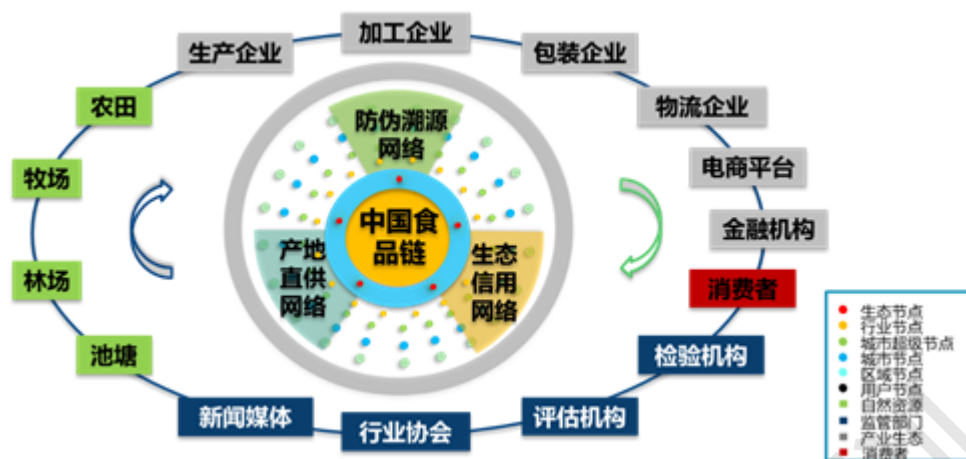 加工企业
生产企业
包装企业
农田
物流企业
防伪溯源
网络
牧场
电商平台
中国食
品链
金融机构
产地
直供
网络
生态
信用
网络
林场
消费者
池塘
检验机构
新闻媒体
行业协会
评估机构
生态节点
行业节点
城市超级节点
城市节点
区域节点
用户节点
自然资源
监管部门
产业生态
消费者